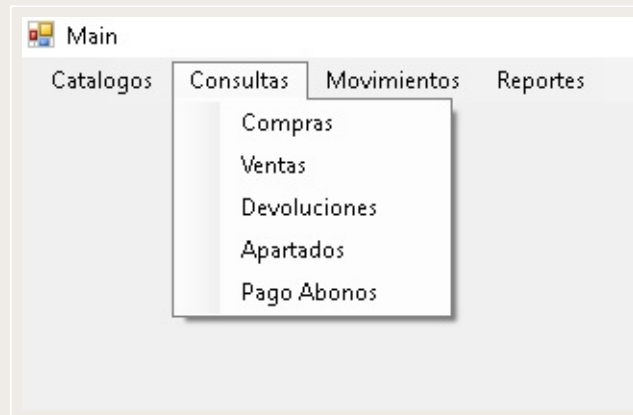 Main
Catalogos Consultas Movimientos Reportes
Compras
Ventas
Devoluciones
Apartados
Pago Abonos